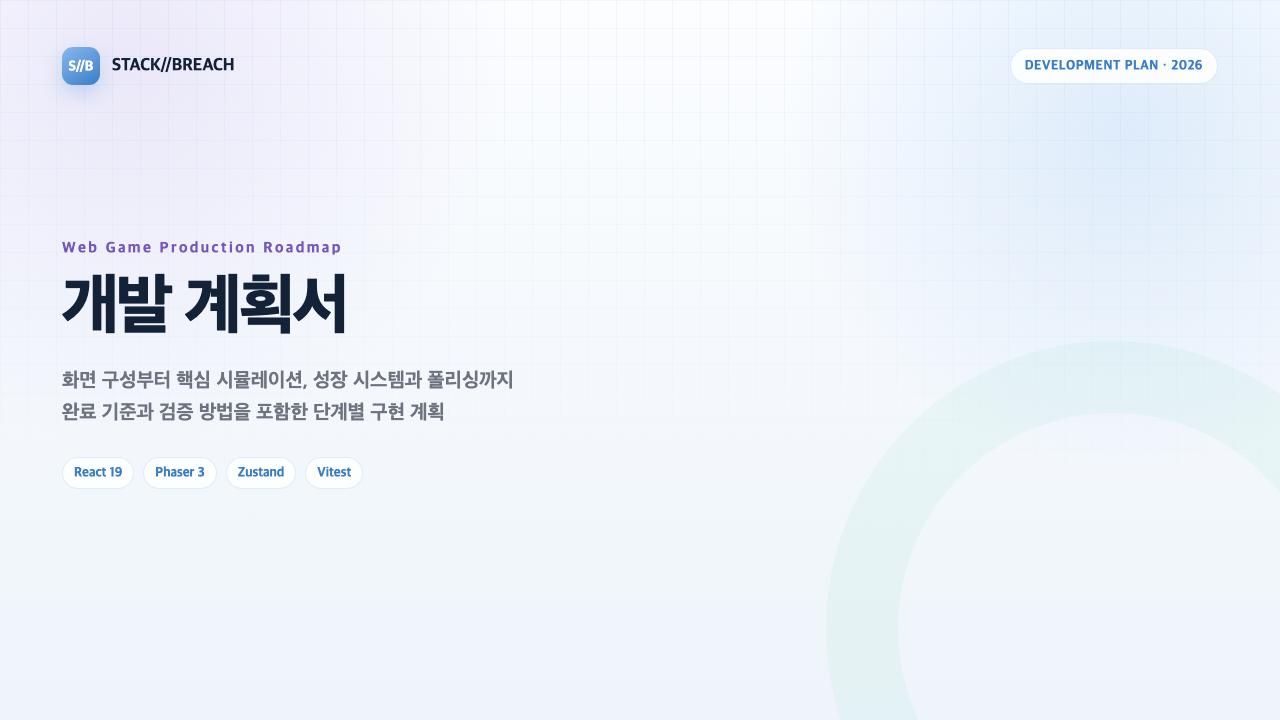 S//B
STACK//BREACH
DEVELOPMENT PLAN · 2026
Web Game Production Roadmap
개발 계획서
화면 구성부터 핵심 시뮬레이션, 성장 시스템과 폴리싱까지
완료 기준과 검증 방법을 포함한 단계별 구현 계획
React 19
Phaser 3
Zustand
Vitest